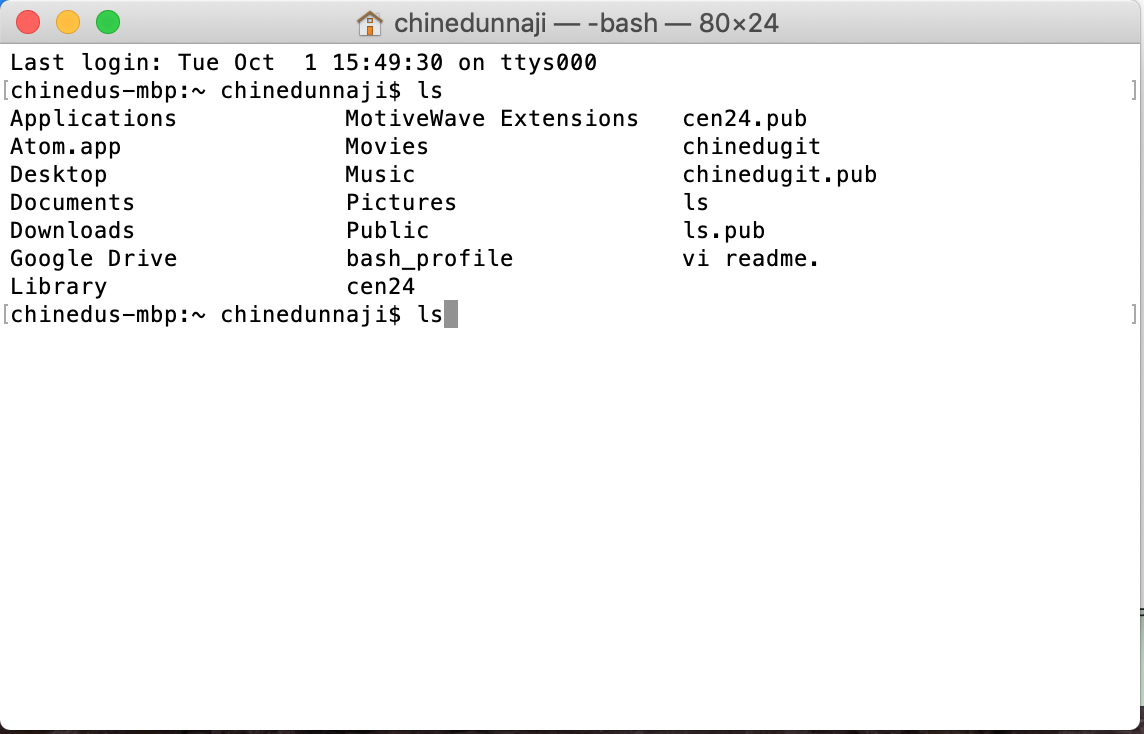 chinedunnaji — -bash — 80×24
Last login: Tue Oct  1 15:49:30 on ttys000
[chinedus-mbp:~ chinedunnaji$ ls ]
Applications            MotiveWave Extensions   cen24.pub
Atom.app                Movies                  chinedugit
Desktop                 Music                   chinedugit.pub
Documents               Pictures                ls
Downloads               Public                  ls.pub
Google Drive            bash_profile            vi readme.
Library                 cen24
[chinedus-mbp:~ chinedunnaji$ ls ]